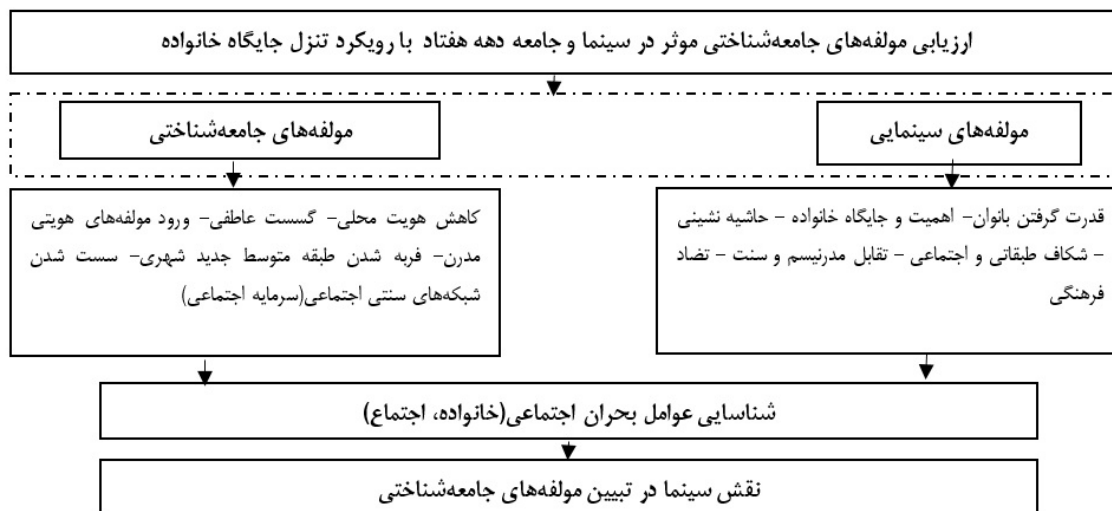 ارزیابی مولفه‌های جامعه‌شناختی موثر در سینما و جامعه دهه هفتاد با رویکرد تنزل جایگاه خانواده
مولفه‌های سینمایی
مولفه‌های جامعه‌شناختی
قدرت گرفتن بانوان– اهمیت و جایگاه خانواده – حاشیه نشینی
– شکاف طبقاتی و اجتماعی – تقابل مدرنیسم و سنت – تضاد
فرهنگی
کاهش هویت محلی– گسست عاطفی– ورود مولفه‌های هویتی
مدرن– فربه شدن طبقه متوسط جدید شهری– سست شدن
شبکه‌های سنتی اجتماعی(سرمایه اجتماعی)
شناسایی عوامل بحران اجتماعی(خانواده، اجتماع)
نقش سینما در تبیین مولفه‌های جامعه‌شناختی